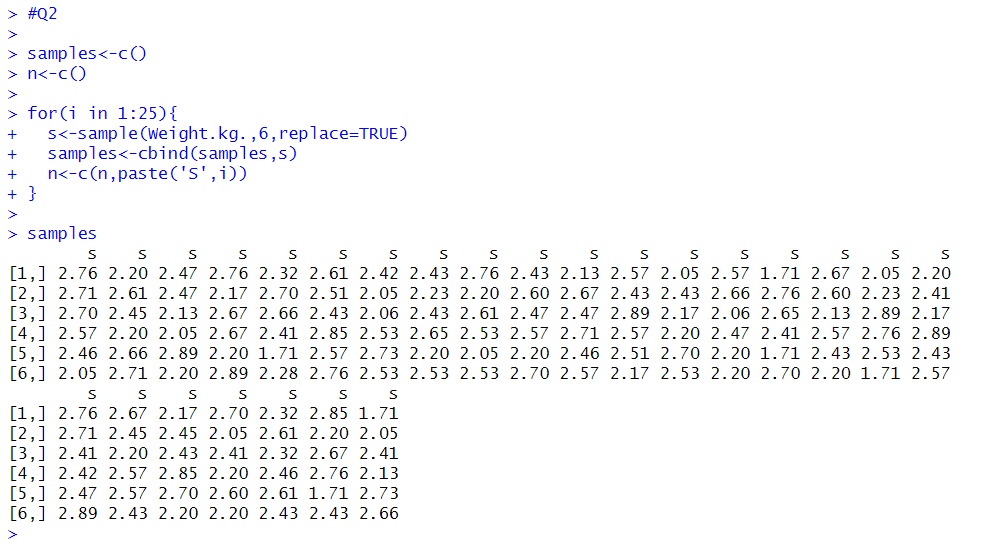 > #Q2
>
> samples<-c()
> n<-c()
>
> for(i in 1:25){
+   s<-sample(Weight.kg.,6,replace=TRUE)
+   samples<-cbind(samples,s)
+   n<-c(n,paste('S',i))
+ }
>
> samples
        s    s    s    s    s    s    s    s    s    s    s    s    s    s    s    s    s    s
[1,] 2.76 2.20 2.47 2.76 2.32 2.61 2.42 2.43 2.76 2.43 2.13 2.57 2.05 2.57 1.71 2.67 2.05 2.20
[2,] 2.71 2.61 2.47 2.17 2.70 2.51 2.05 2.23 2.20 2.60 2.67 2.43 2.43 2.66 2.76 2.60 2.23 2.41
[3,] 2.70 2.45 2.13 2.67 2.66 2.43 2.06 2.43 2.61 2.47 2.47 2.89 2.17 2.06 2.65 2.13 2.89 2.17
[4,] 2.57 2.20 2.05 2.67 2.41 2.85 2.53 2.65 2.53 2.57 2.71 2.57 2.20 2.47 2.41 2.57 2.76 2.89
[5,] 2.46 2.66 2.89 2.20 1.71 2.57 2.73 2.20 2.05 2.20 2.46 2.51 2.70 2.20 1.71 2.43 2.53 2.43
[6,] 2.05 2.71 2.20 2.89 2.28 2.76 2.53 2.53 2.53 2.70 2.57 2.17 2.53 2.20 2.70 2.20 1.71 2.57
        s    s    s    s    s    s    s
[1,] 2.76 2.67 2.17 2.70 2.32 2.85 1.71
[2,] 2.71 2.45 2.45 2.05 2.61 2.20 2.05
[3,] 2.41 2.20 2.43 2.41 2.32 2.67 2.41
[4,] 2.42 2.57 2.85 2.20 2.46 2.76 2.13
[5,] 2.47 2.57 2.70 2.60 2.61 1.71 2.73
[6,] 2.89 2.43 2.20 2.20 2.43 2.43 2.66
>